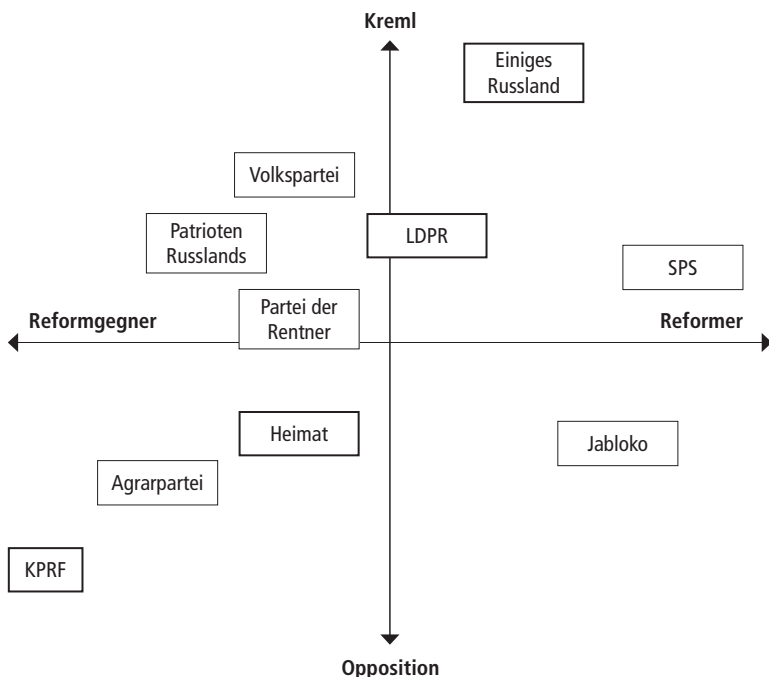 Kreml
Einiges
Russland
Volkspartei
Patrioten
Russlands
LDPR
SPS
Partei der
Rentner
Reformgegner
Reformer
Heimat
Jabloko
Agrarpartei
KPRF
Opposition